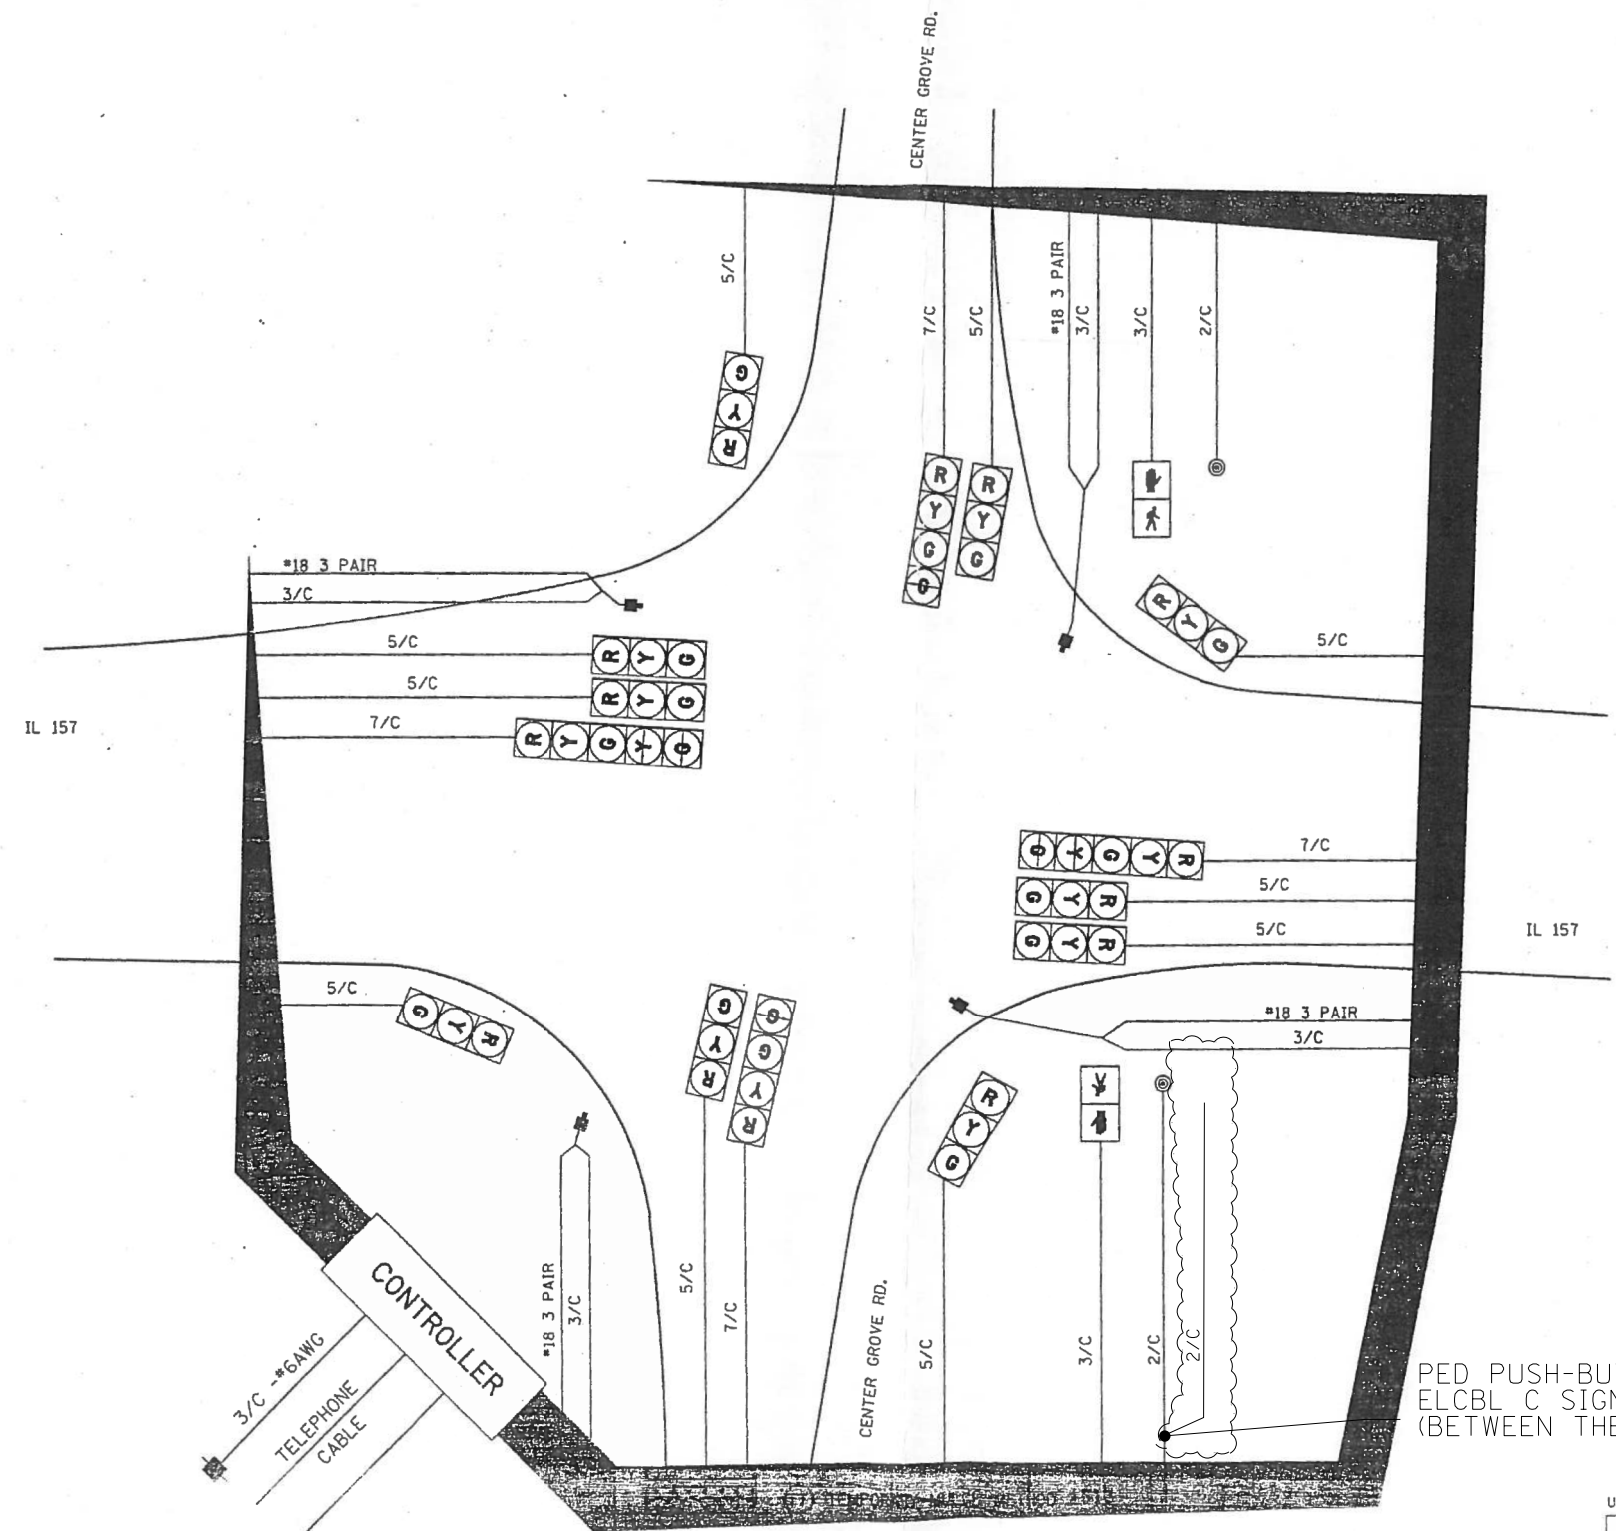 CENTER GROVE RD.
5/C
7/C
5/C
#18 3 PAIR
3/C
3/C
2/C
G
Y
R
R
Y
G
G
R
Y
G
#18 3 PAIR
3/C
5/C
R Y G
5/C
R Y G
7/C
R Y G Y G
IL 157
R Y G
5/C
G Y G Y R
7/C
G Y R
5/C
G Y R
5/C
IL 157
5/C
G Y R
G
Y
R
G
G
Y
R
#18 3 PAIR
3/C
R
Y
G
#18 3 PAIR
3/C
5/C
7/C
CENTER GROVE RD.
5/C
3/C
2/C
2/C
CONTROLLER
3/C -#6AWG
TELEPHONE
CABLE
PED PUSH-BU
ELCBL C SIGN
(BETWEEN THE